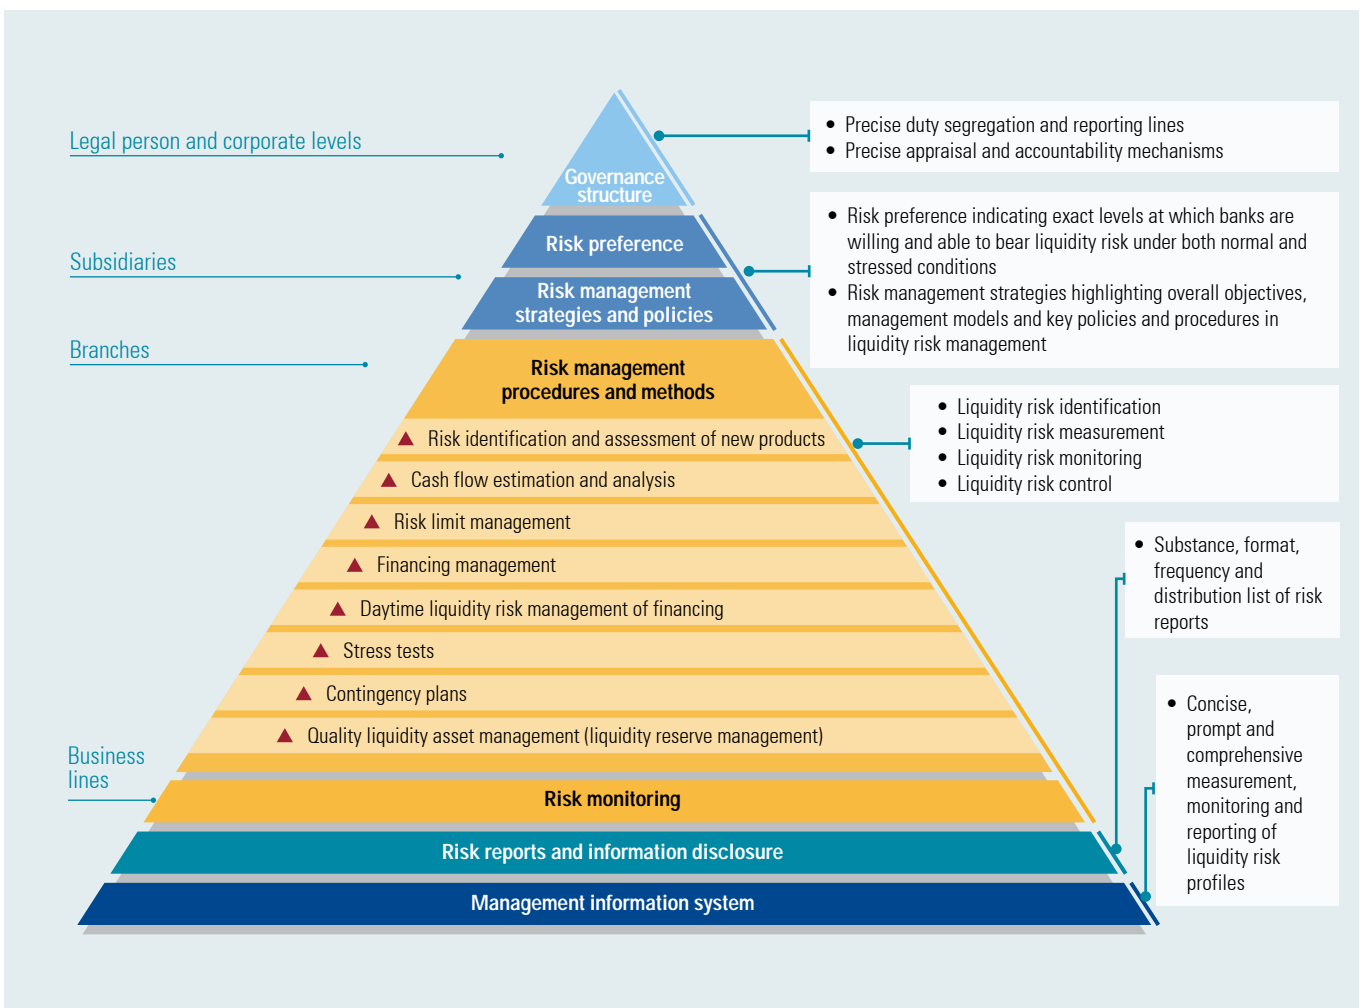 Legal person and corporate levels
Subsidiaries
Branches
Business
lines
Governance
structure
Risk preference
Risk management
strategies and policies
Risk management
procedures and methods
Risk identification and assessment of new products
Cash flow estimation and analysis
Risk limit management
Financing management
Daytime liquidity risk management of financing
Stress tests
Contingency plans
Quality liquidity asset management (liquidity reserve management)
Risk monitoring
Risk reports and information disclosure
Management information system
• Precise duty segregation and reporting lines
• Precise appraisal and accountability mechanisms
• Risk preference indicating exact levels at which banks are
willing and able to bear liquidity risk under both normal and
stressed conditions
• Risk management strategies highlighting overall objectives,
management models and key policies and procedures in
liquidity risk management
• Liquidity risk identification
• Liquidity risk measurement
• Liquidity risk monitoring
• Liquidity risk control
• Substance, format,
frequency and
distribution list of risk
reports
• Concise,
prompt and
comprehensive
measurement,
monitoring and
reporting of
liquidity risk
profiles